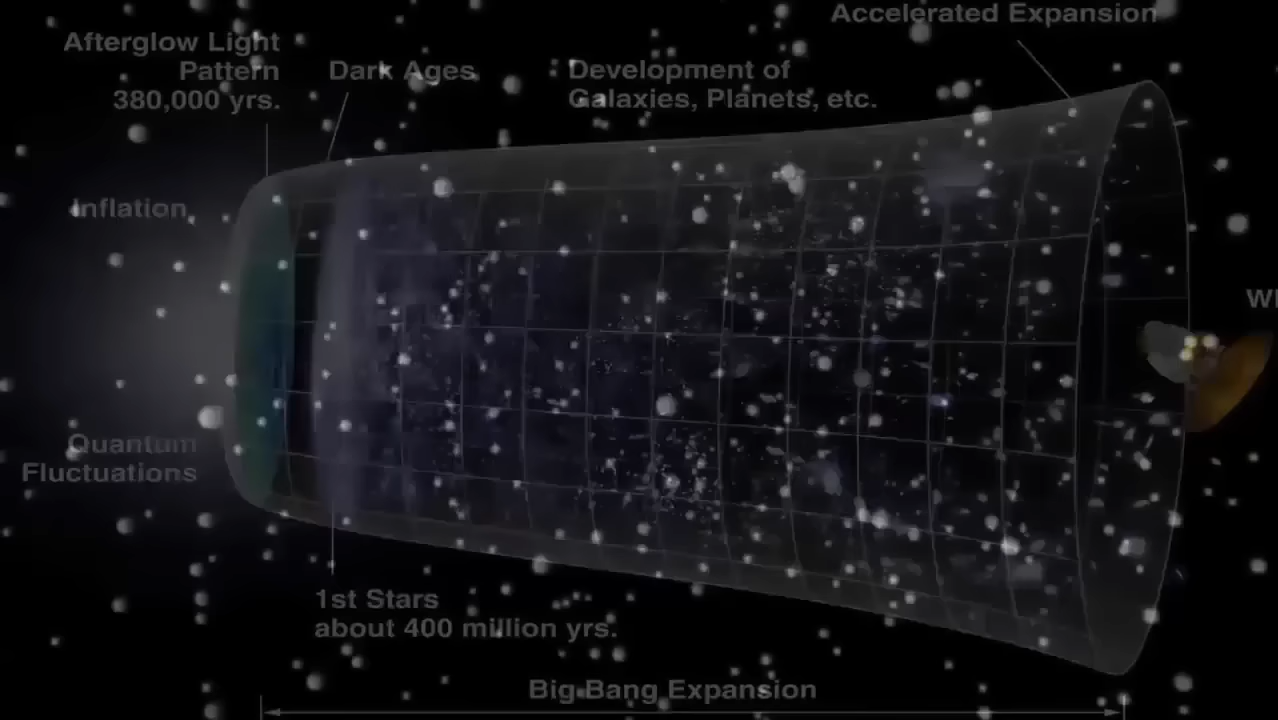 Accelerated Expansion
Afterglow Light
Pattern
380,000 yrs.
Dark Ages
Development of
Galaxies, Planets, etc.
Inflation
Quantum
Fluctuations
1st Stars
about 400 million yrs.
Big Bang Expansion